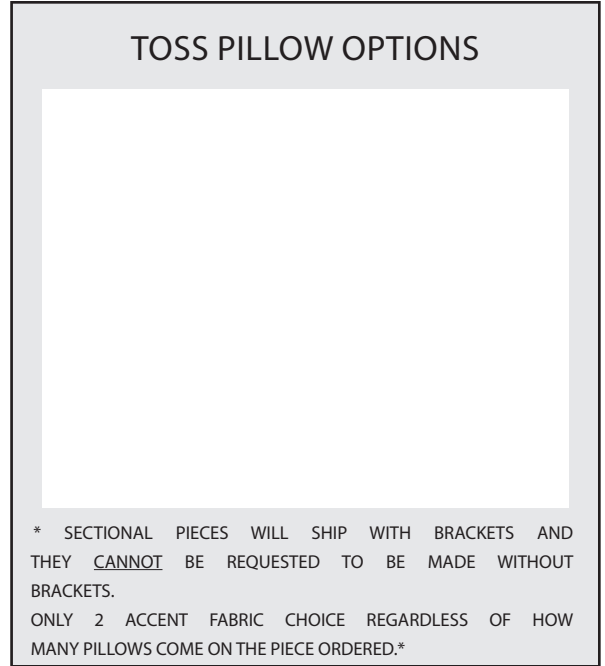 TOSS PILLOW OPTIONS
* SECTIONAL PIECES WILL SHIP WITH BRACKETS AND
THEY CANNOT BE REQUESTED TO BE MADE WITHOUT
BRACKETS.
ONLY 2 ACCENT FABRIC CHOICE REGARDLESS OF HOW
MANY PILLOWS COME ON THE PIECE ORDERED.*